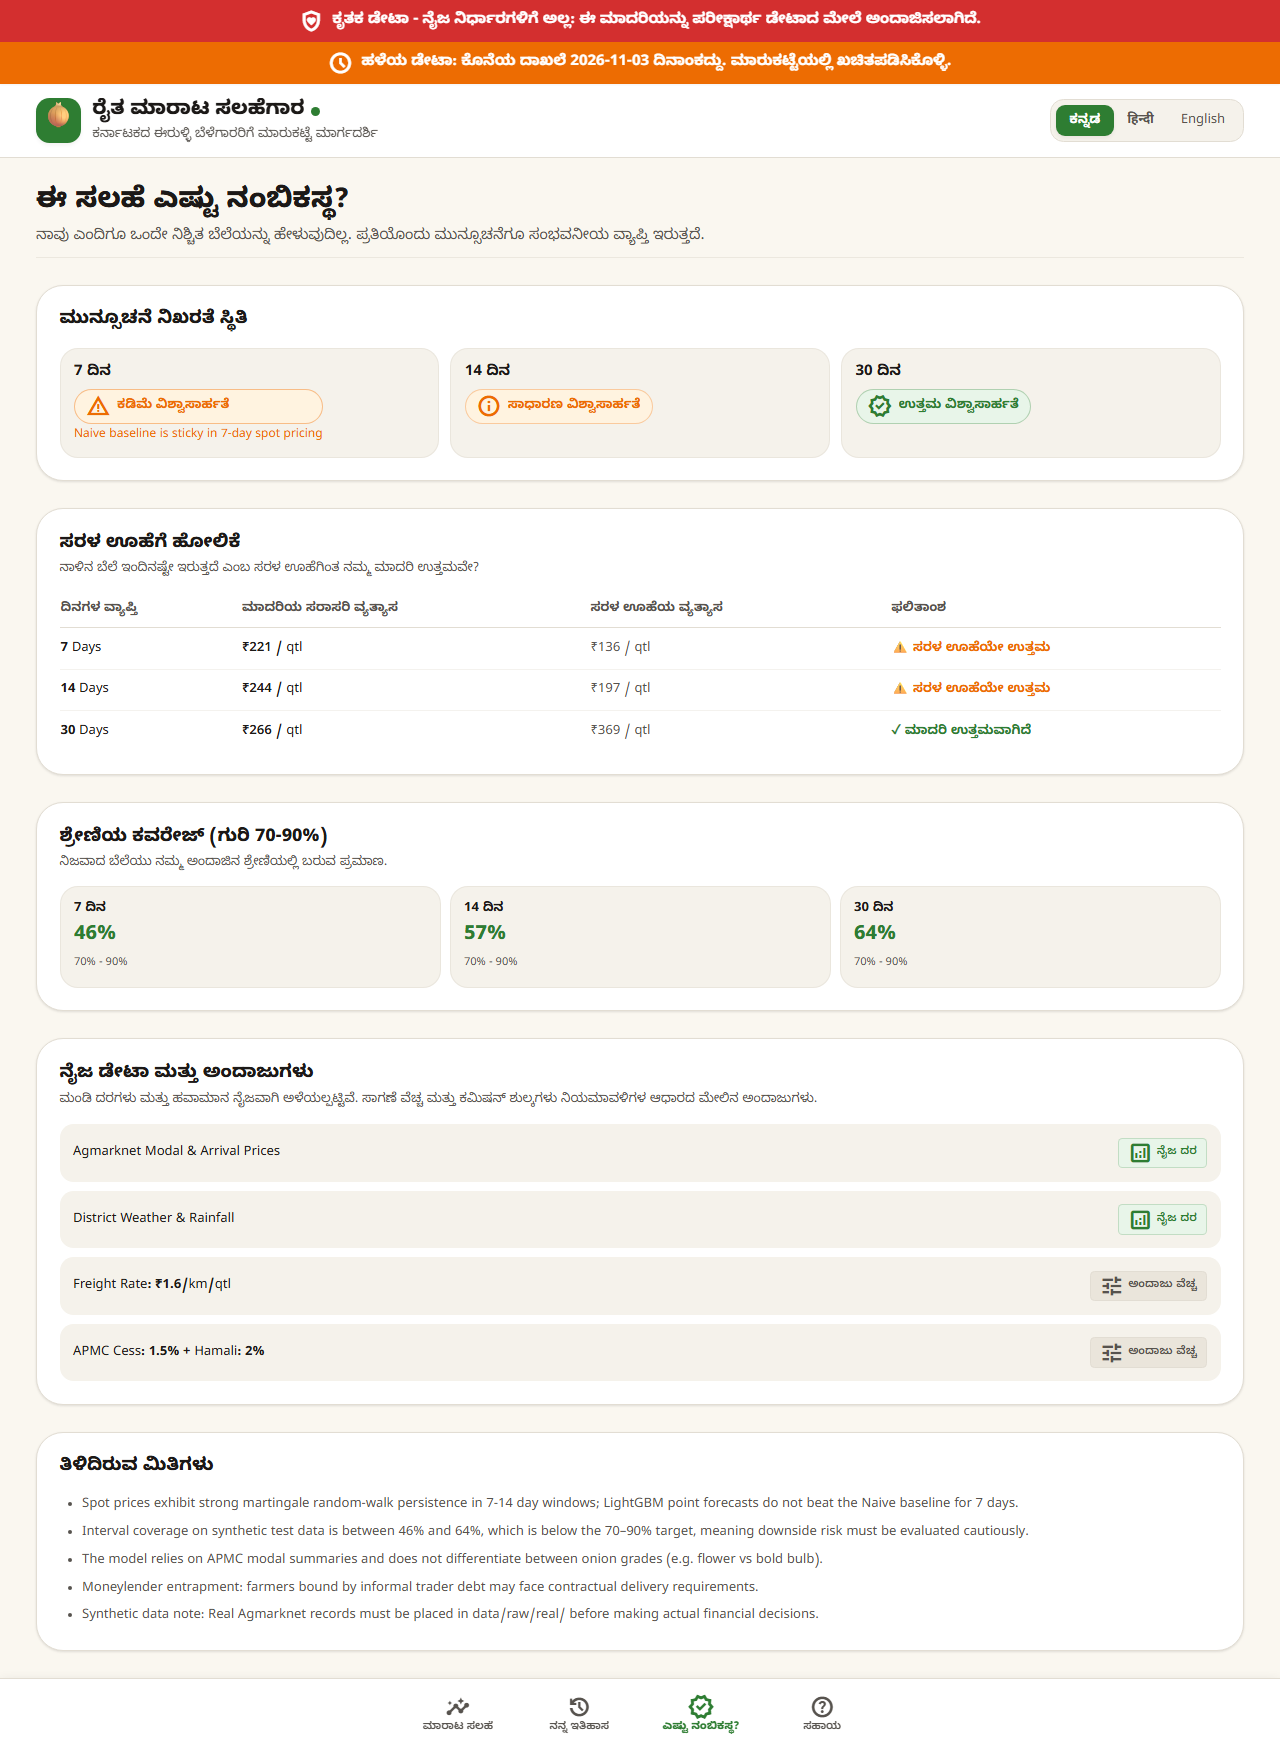 ಕೃತಕ ಡೇಟಾ - ನೈಜ ನಿರ್ಧಾರಗಳಿಗೆ ಅಲ್ಲ: ಈ ಮಾದರಿಯನ್ನು ಪರೀಕ್ಷಾರ್ಥ ಡೇಟಾದ ಮೇಲೆ ಅಂದಾಜಿಸಲಾಗಿದೆ.
ಹಳೆಯ ಡೇಟಾ: ಕೊನೆಯ ದಾಖಲೆ 2026-11-03 ದಿನಾಂಕದ್ದು. ಮಾರುಕಟ್ಟೆಯಲ್ಲಿ ಖಚಿತಪಡಿಸಿಕೊಳ್ಳಿ.
ರೈತ ಮಾರಾಟ ಸಲಹೆಗಾರ
ಕರ್ನಾಟಕದ ಈರುಳ್ಳಿ ಬೆಳೆಗಾರರಿಗೆ ಮಾರುಕಟ್ಟೆ ಮಾರ್ಗದರ್ಶಿ
ಕನ್ನಡ हिन्दी English
ಈ ಸಲಹೆ ಎಷ್ಟು ನಂಬಿಕಸ್ಥ?
ನಾವು ಎಂದಿಗೂ ಒಂದೇ ನಿಶ್ಚಿತ ಬೆಲೆಯನ್ನು ಹೇಳುವುದಿಲ್ಲ. ಪ್ರತಿಯೊಂದು ಮುನ್ಸೂಚನೆಗೂ ಸಂಭವನೀಯ ವ್ಯಾಪ್ತಿ ಇರುತ್ತದೆ.
ಮುನ್ಸೂಚನೆ ನಿಖರತೆ ಸ್ಥಿತಿ
7 ದಿನ
ಕಡಿಮೆ ವಿಶ್ವಾಸಾರ್ಹತೆ
Naive baseline is sticky in 7-day spot pricing
14 ದಿನ
ಸಾಧಾರಣ ವಿಶ್ವಾಸಾರ್ಹತೆ
30 ದಿನ
ಉತ್ತಮ ವಿಶ್ವಾಸಾರ್ಹತೆ
ಸರಳ ಊಹೆಗೆ ಹೋಲಿಕೆ
ನಾಳಿನ ಬೆಲೆ ಇಂದಿನಷ್ಟೇ ಇರುತ್ತದೆ ಎಂಬ ಸರಳ ಊಹೆಗಿಂತ ನಮ್ಮ ಮಾದರಿ ಉತ್ತಮವೇ?
ದಿನಗಳ ವ್ಯಾಪ್ತಿ ಮಾದರಿಯ ಸರಾಸರಿ ವ್ಯತ್ಯಾಸ ಸರಳ ಊಹೆಯ ವ್ಯತ್ಯಾಸ ಫಲಿತಾಂಶ
7 Days ₹221 / qtl ₹136 / qtl ⚠️ ಸರಳ ಊಹೆಯೇ ಉತ್ತಮ
14 Days ₹244 / qtl ₹197 / qtl ⚠️ ಸರಳ ಊಹೆಯೇ ಉತ್ತಮ
30 Days ₹266 / qtl ₹369 / qtl ✓ ಮಾದರಿ ಉತ್ತಮವಾಗಿದೆ
ಶ್ರೇಣಿಯ ಕವರೇಜ್ (ಗುರಿ 70-90%)
ನಿಜವಾದ ಬೆಲೆಯು ನಮ್ಮ ಅಂದಾಜಿನ ಶ್ರೇಣಿಯಲ್ಲಿ ಬರುವ ಪ್ರಮಾಣ.
7 ದಿನ
46%
70% - 90%
14 ದಿನ
57%
70% - 90%
30 ದಿನ
64%
70% - 90%
ನೈಜ ಡೇಟಾ ಮತ್ತು ಅಂದಾಜುಗಳು
ಮಂಡಿ ದರಗಳು ಮತ್ತು ಹವಾಮಾನ ನೈಜವಾಗಿ ಅಳೆಯಲ್ಪಟ್ಟಿವೆ. ಸಾಗಣೆ ವೆಚ್ಚ ಮತ್ತು ಕಮಿಷನ್ ಶುಲ್ಕಗಳು ನಿಯಮಾವಳಿಗಳ ಆಧಾರದ ಮೇಲಿನ ಅಂದಾಜುಗಳು.
Agmarknet Modal & Arrival Prices ನೈಜ ದರ
District Weather & Rainfall ನೈಜ ದರ
Freight Rate: ₹1.6/km/qtl ಅಂದಾಜು ವೆಚ್ಚ
APMC Cess: 1.5% + Hamali: 2% ಅಂದಾಜು ವೆಚ್ಚ
ತಿಳಿದಿರುವ ಮಿತಿಗಳು
• Spot prices exhibit strong martingale random-walk persistence in 7-14 day windows; LightGBM point forecasts do not beat the Naive baseline for 7 days.
• Interval coverage on synthetic test data is between 46% and 64%, which is below the 70–90% target, meaning downside risk must be evaluated cautiously.
• The model relies on APMC modal summaries and does not differentiate between onion grades (e.g. flower vs bold bulb).
• Moneylender entrapment: farmers bound by informal trader debt may face contractual delivery requirements.
• Synthetic data note: Real Agmarknet records must be placed in data/raw/real/ before making actual financial decisions.
ಮಾರಾಟ ಸಲಹೆ ನನ್ನ ಇತಿಹಾಸ ಎಷ್ಟು ನಂಬಿಕಸ್ಥ? ಸಹಾಯ